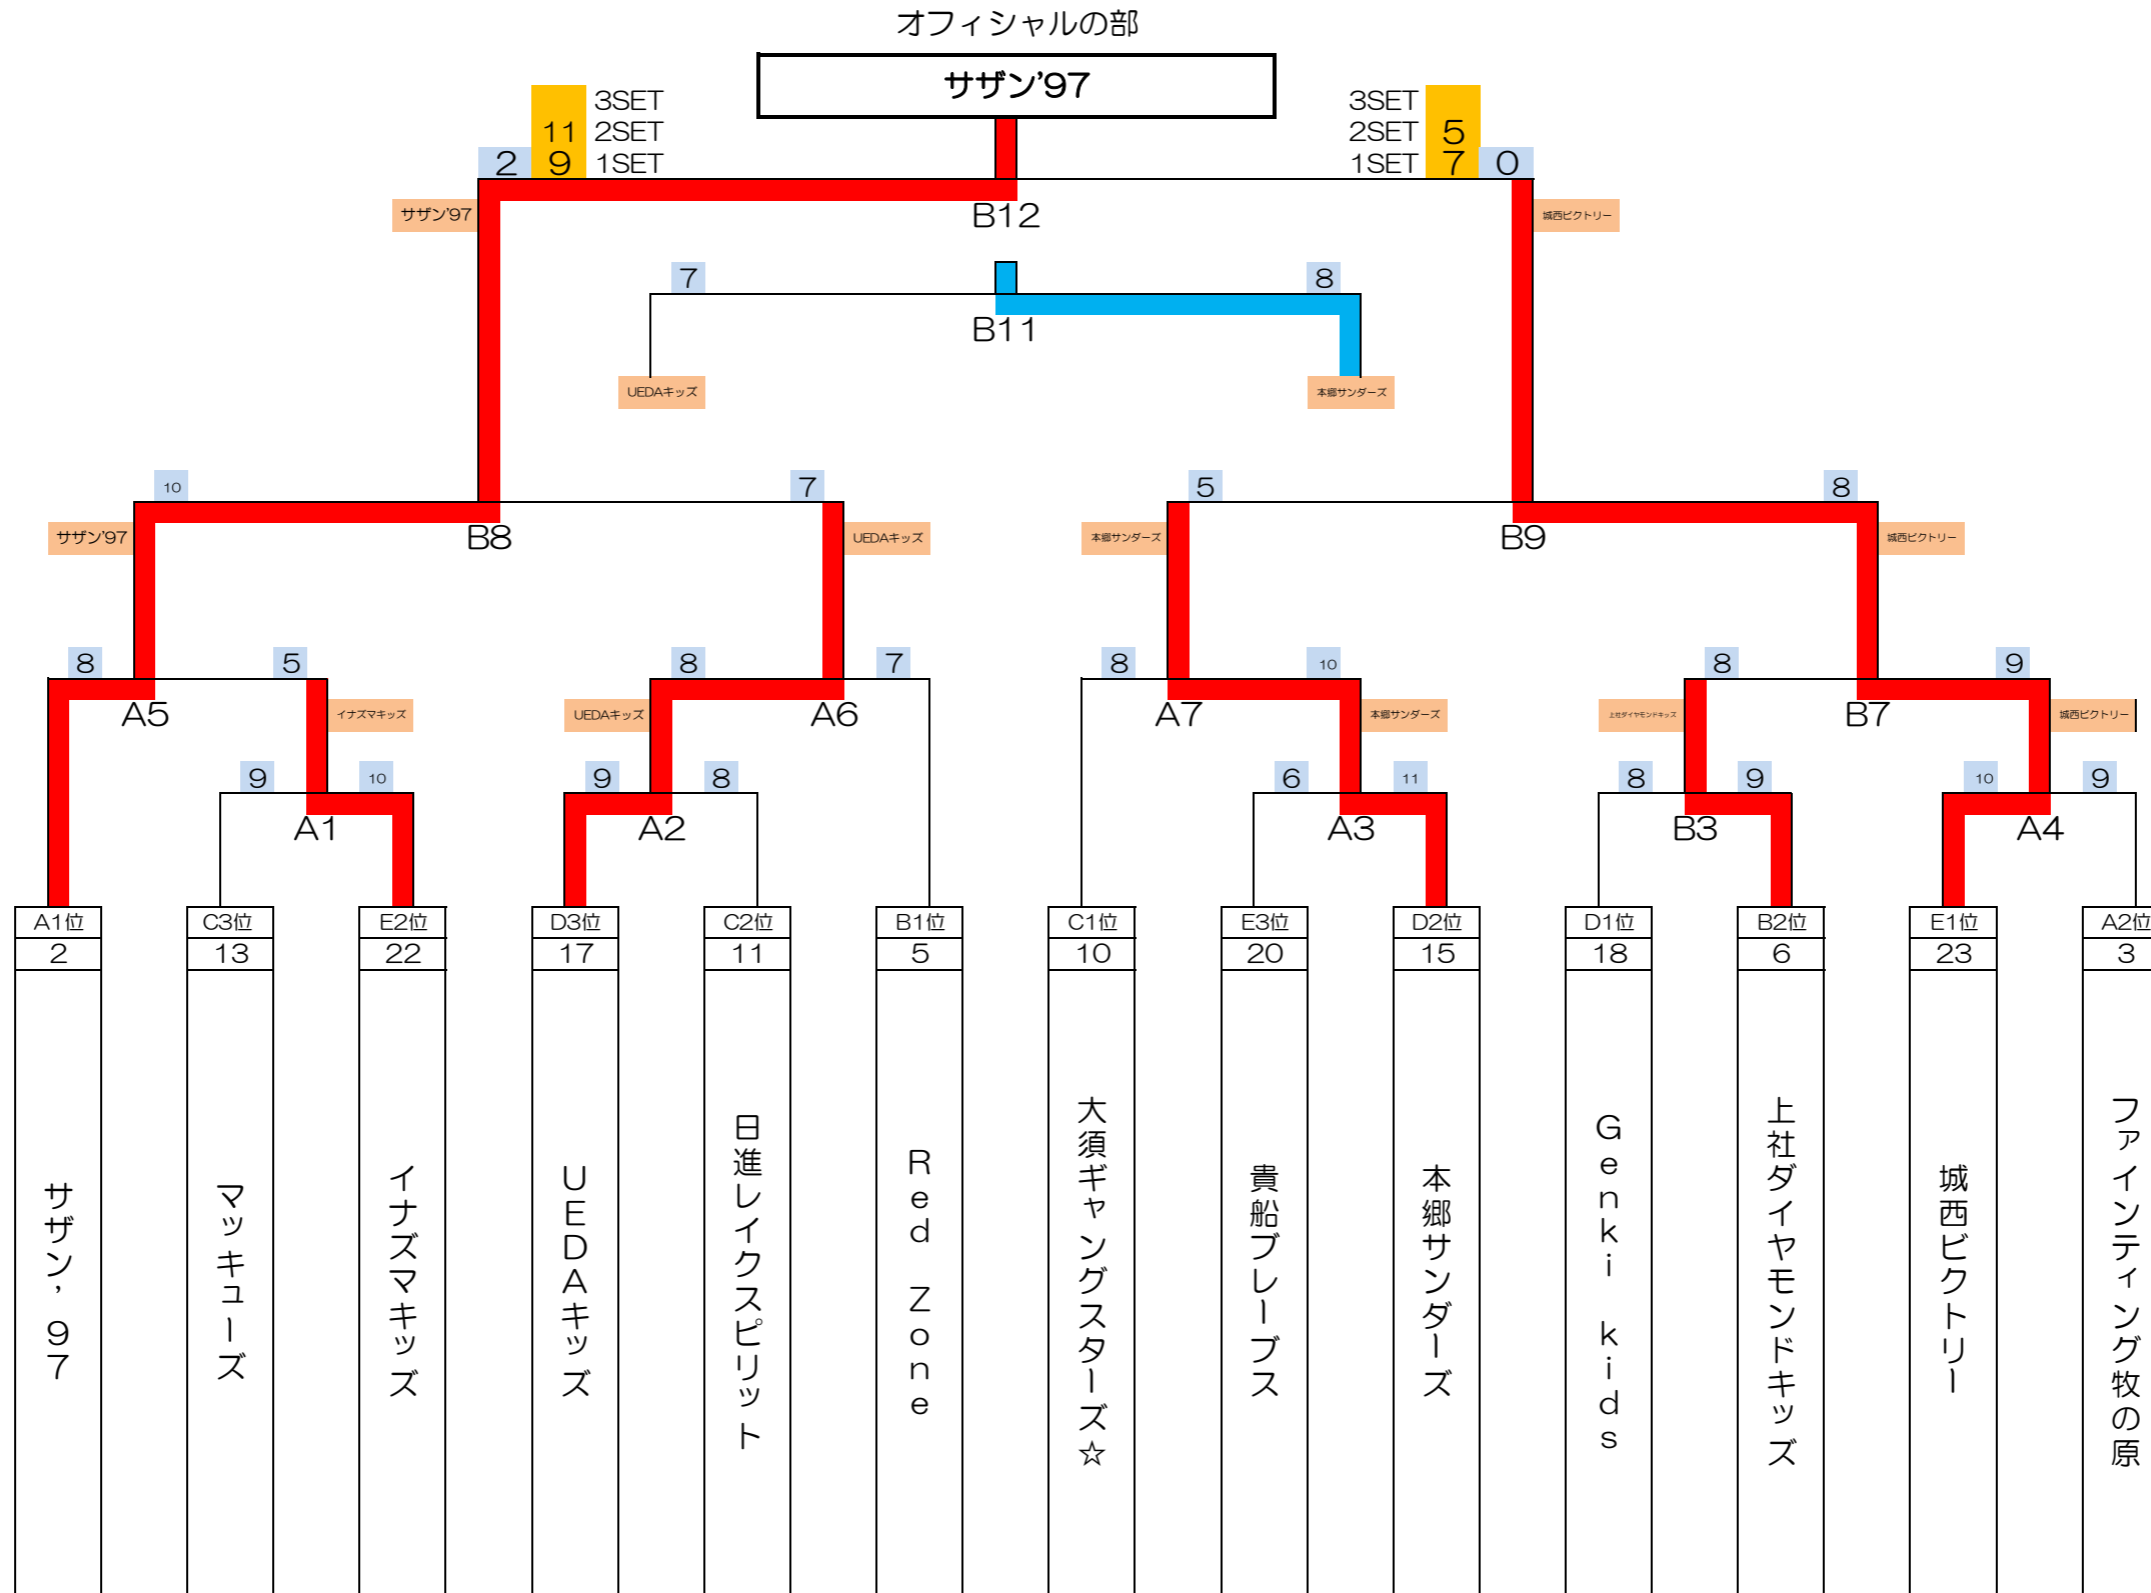 オフィシャルの部
サザン'97
3SET 3SET
11 2SET 2SET 5
2 9 1SET 1SET 7 0
サザン'97 B12 城西ビクトリー
7 8
B11
UEDAキッズ 本郷サンダーズ
10 7 5 8
サザン'97 B8 UEDAキッズ 本郷サンダーズ B9 城西ビクトリー
8 5 8 7 8 10 8 9
A5 イナズマキッズ UEDAキッズ A6 A7 本郷サンダーズ 上社ダイヤモンドキッズ B7 城西ビクトリー
9 10 9 8 6 11 8 9 10 9
A1 A2 A3 B3 A4
A1位 C3位 E2位 D3位 C2位 B1位 C1位 E3位 D2位 D1位 B2位 E1位 A2位
2 13 22 17 11 5 10 20 15 18 6 23 3
サザン'97
マッキューズ
イナズマキッズ
UEDAキッズ
日進レイクスピリット
Red Zone
大須ギャングスターズ☆
貴船ブレーブス
本郷サンダーズ
Genki kids
上社ダイヤモンドキッズ
城西ビクトリー
ファインティング牧の原